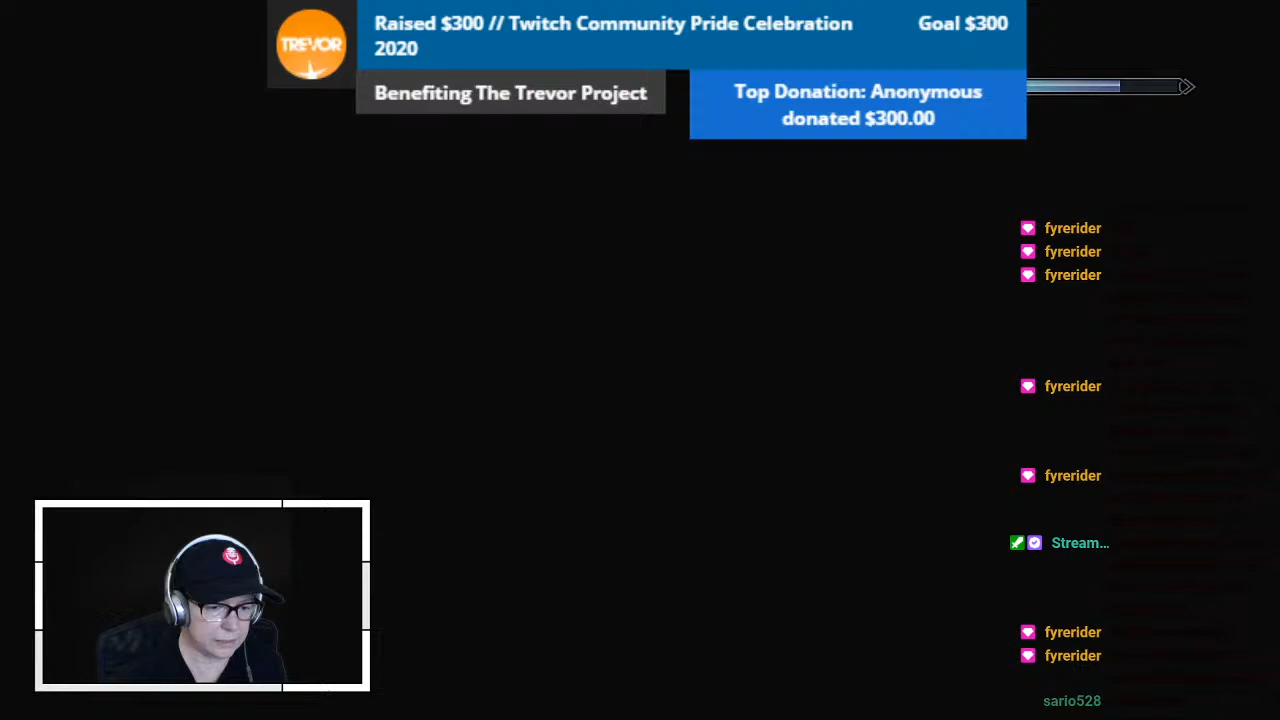 TREVOR
Raised $300 // Twitch Community Pride Celebration
2020
Goal $300
Benefiting The Trevor Project
Top Donation: Anonymous
donated $300.00
fyrerider
fyrerider
fyrerider
fyrerider
fyrerider
Stream...
fyrerider
fyrerider
sario528